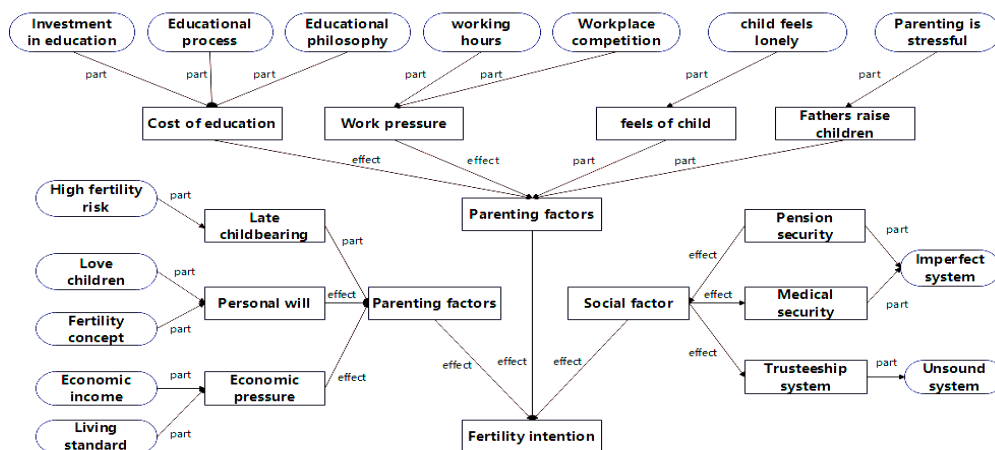 Investment
in education
Educational
process
Educational
philosophy
working
hours
Workplace
competition
child feels
lonely
Parenting is
stressful
part
part
part
part
part
part
part
Cost of education
Work pressure
feels of child
Fathers raise
children
effect
effect
part
part
High fertility
risk
part
Late
childbearing
part
Parenting factors
Pension
security
part
effect
Imperfect
system
Love
children
part
Personal will
effect
Parenting factors
Social factor
effect
Medical
security
part
Fertility
concept
part
effect
effect
effect
effect
effect
Economic
income
part
Economic
pressure
Trusteeship
system
part
Unsound
system
Living
standard
part
Fertility intention